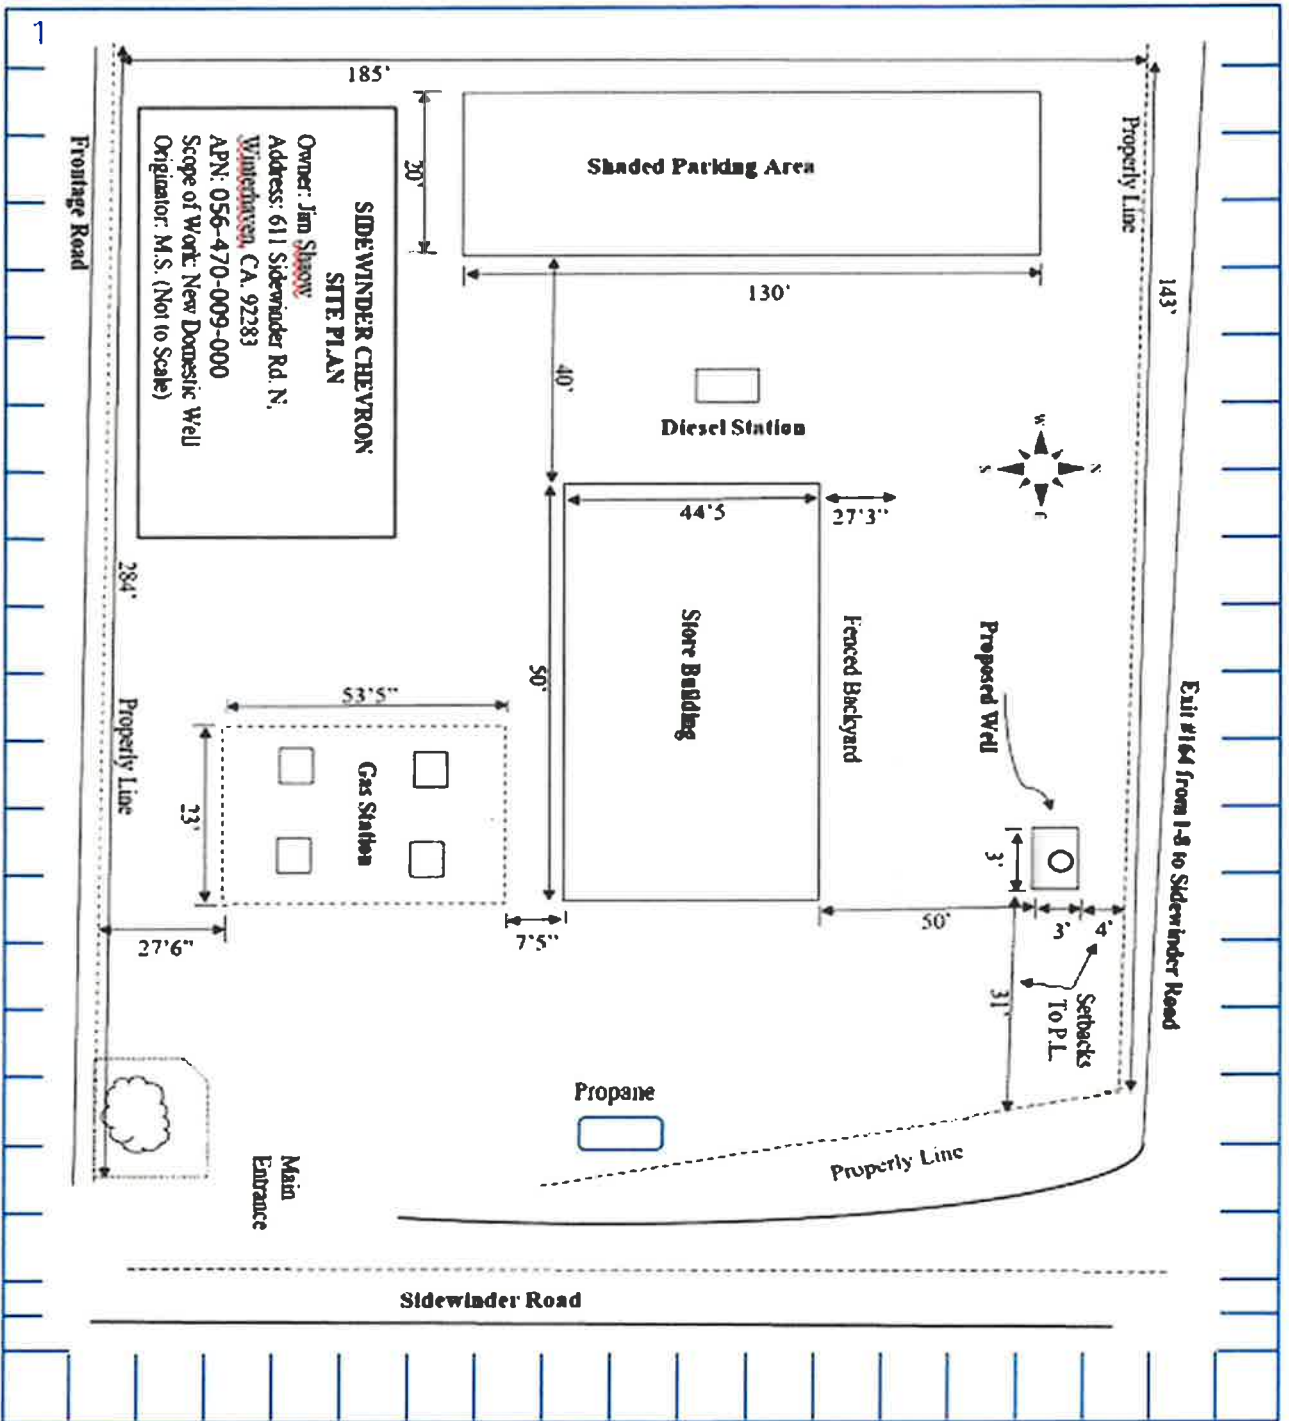 1
185'
Shaded Parking Area
20'
130'
Properly Line
143'
Frontage Road
SIDEWINDER CHEVRON
SITE PLAN
Owner: Jim Shaow
Address: 611 Sidewinder Rd. N,
Winterhaven, CA. 92283
APN: 056-470-009-000
Scope of Work: New Domestic Well
Originator: M.S. (Not to Scale)
40'
Diesel Station
W
N
S
E
44'5
27'3"
284'
50'
Store Building
Fenced Backyard
Proposed Well
Exit #164 from I-8 to Sidewinder Road
53'5"
Gas Station
23'
Properly Line
27'6"
7'5"
50'
3'
3'
4'
31'
Setbacks
To P.L.
Propane
Properly Line
Main
Entrance
Sidewinder Road